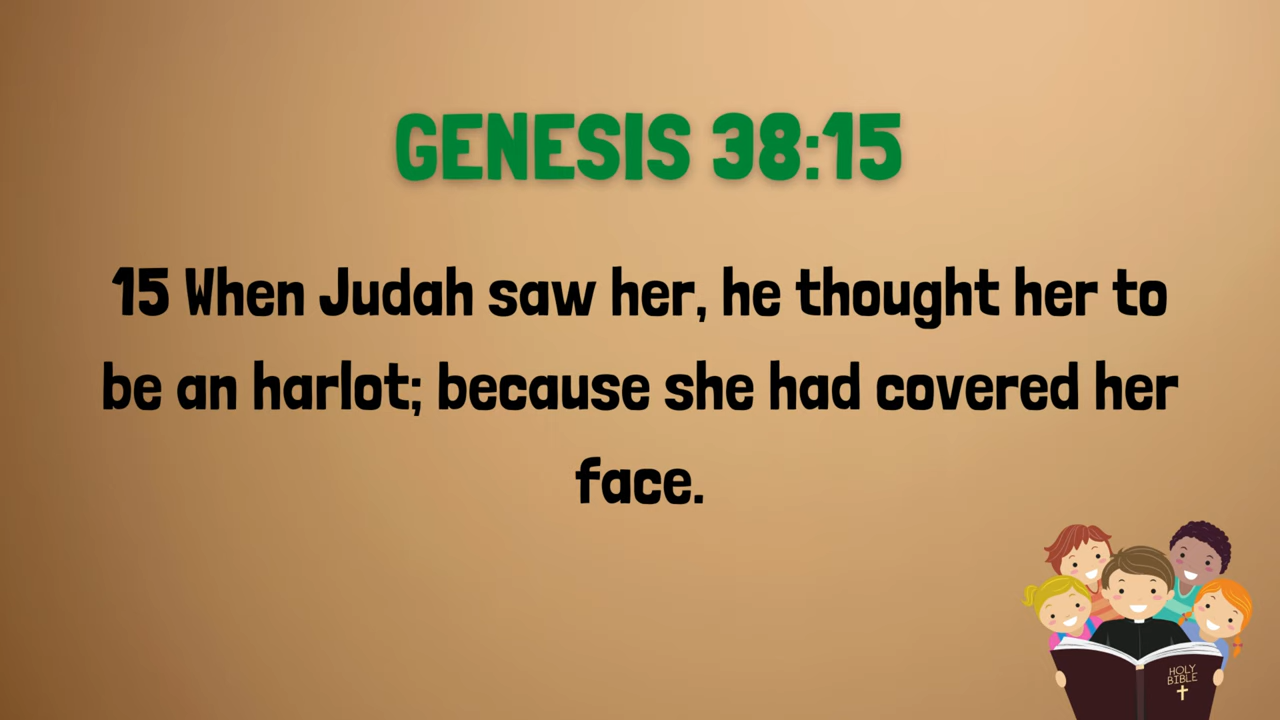 GENESIS 38:15
15 When Judah saw her, he thought her to
be an harlot; because she had covered her
face.
HOLY
BIBLE